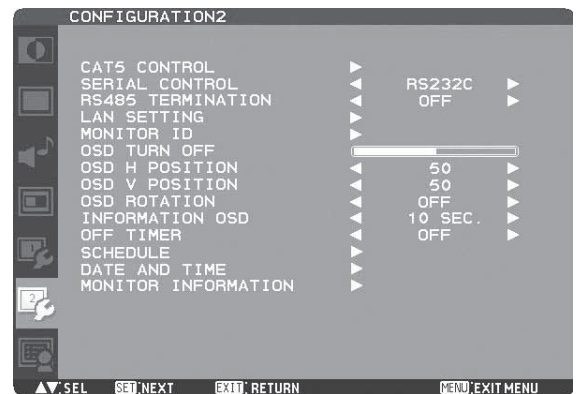 CONFIGURATION2
CAT5 CONTROL
SERIAL CONTROL RS232C
RS485 TERMINATION OFF
LAN SETTING
MONITOR ID
OSD TURN OFF
OSD H POSITION 50
OSD V POSITION 50
OSD ROTATION OFF
INFORMATION OSD 10 SEC.
OFF TIMER OFF
SCHEDULE
DATE AND TIME
MONITOR INFORMATION
1
2
▲▼:SEL SET:NEXT EXIT:RETURN MENU:EXIT MENU